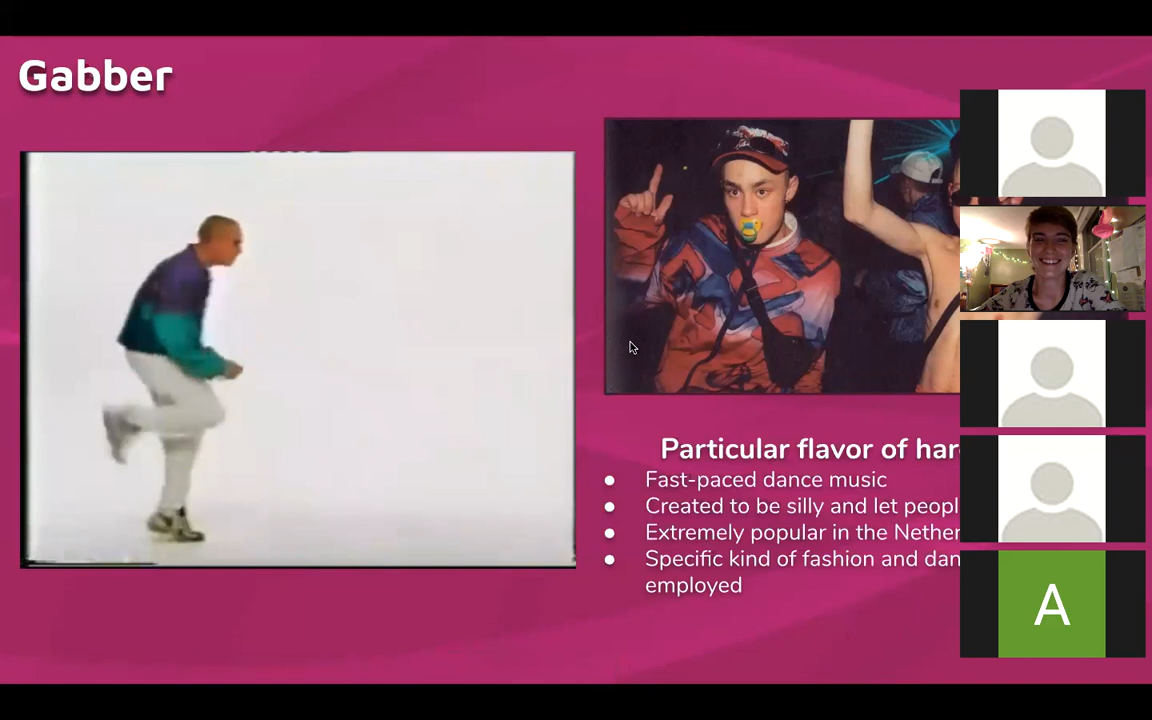 Gabber
Particular flavor of har
Fast-paced dance music
Created to be silly and let peopl
Extremely popular in the Nether
Specific kind of fashion and dan
employed
A